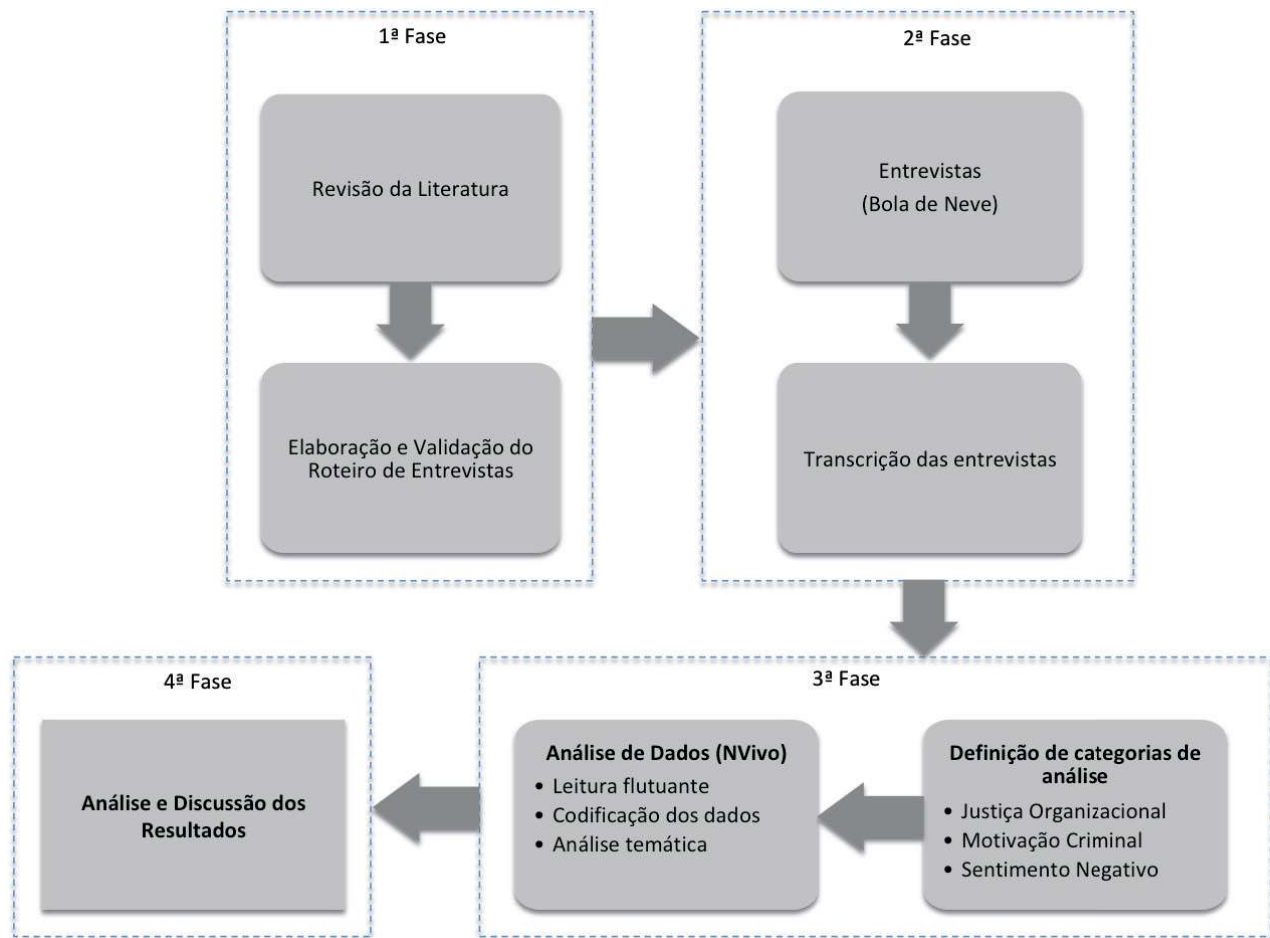 1ª Fase
Revisão da Literatura
Elaboração e Validação do
Roteiro de Entrevistas
2ª Fase
Entrevistas
(Bola de Neve)
Transcrição das entrevistas
3ª Fase
Definição de categorias de
análise
• Justiça Organizacional
• Motivação Criminal
• Sentimento Negativo
Análise de Dados (NVivo)
• Leitura flutuante
• Codificação dos dados
• Análise temática
4ª Fase
Análise e Discussão dos
Resultados